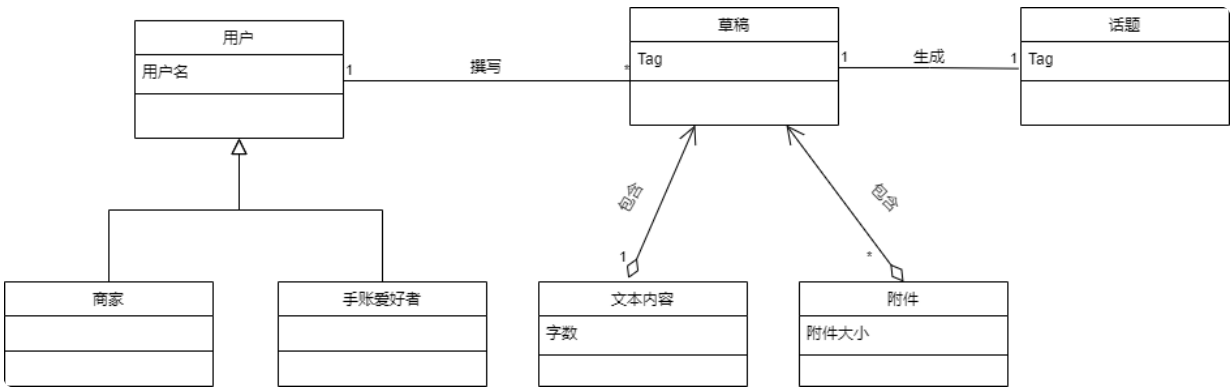 用户
用户名
1
撰写
*
草稿
Tag
1
生成
1
话题
Tag
包含
1
包含
*
商家
手账爱好者
文本内容
字数
附件
附件大小